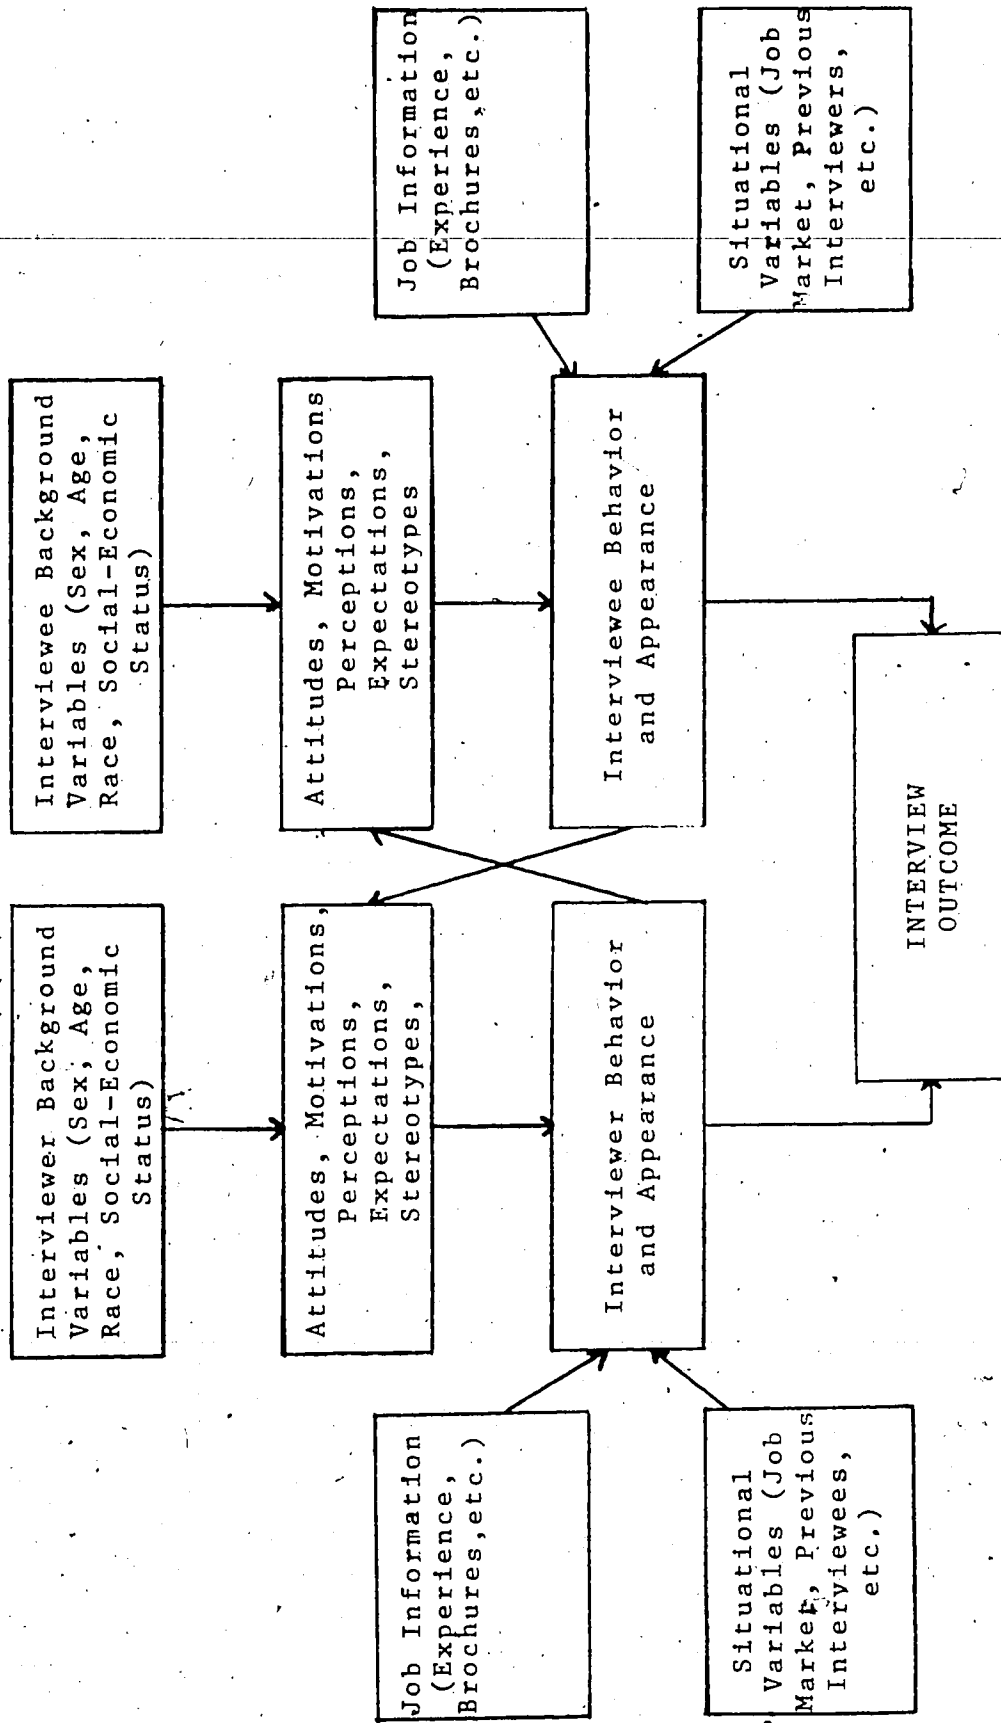 Interviewer Background
Variables (Sex, Age,
Race, Social-Economic
Status)
Interviewee Background
Variables (Sex, Age,
Race, Social-Economic
Status)
Attitudes, Motivations,
Perceptions,
Expectations,
Stereotypes,
Attitudes, Motivations
Perceptions,
Expectations,
Stereotypes
Job Information
(Experience,
Brochures,etc.)
Interviewer Behavior
and Appearance
Interviewee Behavior
and Appearance
Job Information
(Experience,
Brochures,etc.)
Situational
Variables (Job
Market, Previous
Interviewees,
etc.)
Situational
Variables (Job
Market, Previous
Interviewers,
etc.)
INTERVIEW
OUTCOME